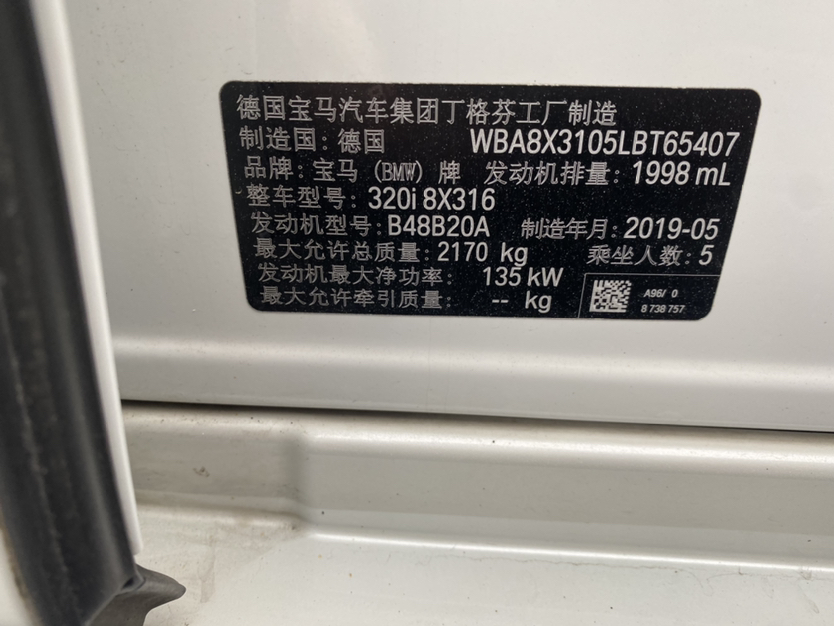 德国宝马汽车集团丁格芬工厂制造
制造国: 德国 WBA8X3105LBT65407
品牌: 宝马 (BMW) 牌 发动机排量: 1998 mL
整车型号: 320i 8X316
发动机型号: B48B20A 制造年月: 2019-05
最大允许总质量: 2170 kg 乘坐人数: 5
发动机最大净功率: 135 kW
最大允许牵引质量: -- kg
A96/ 0
8 738 757